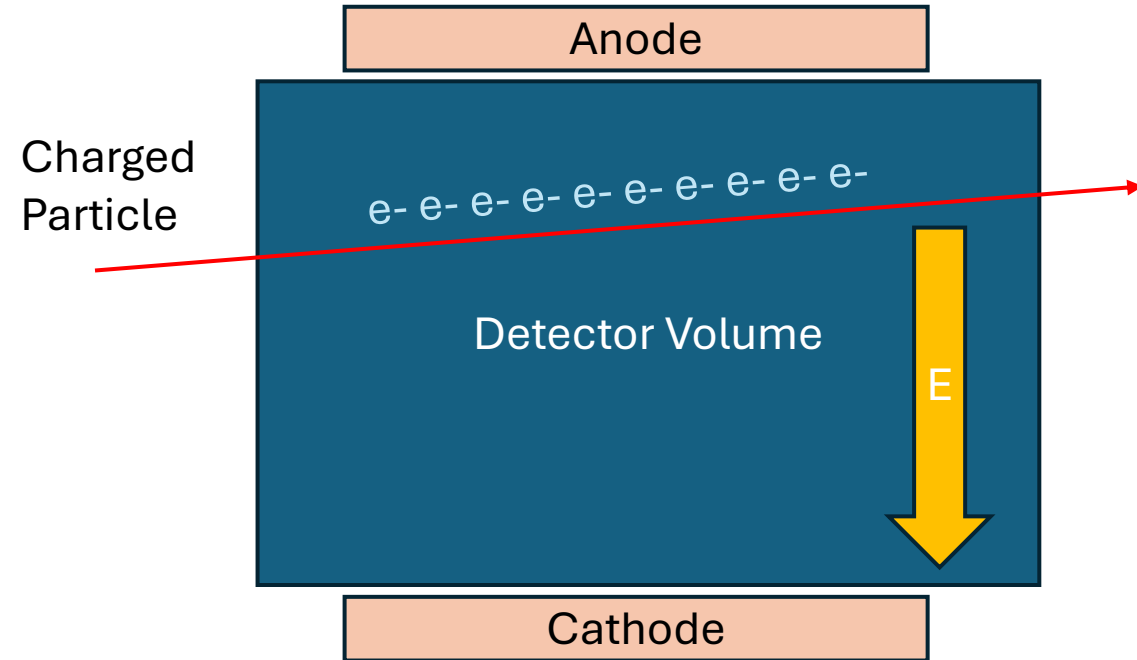 Anode
Charged
Particle
e- e- e- e- e- e- e- e- e- e-
Detector Volume
E
Cathode